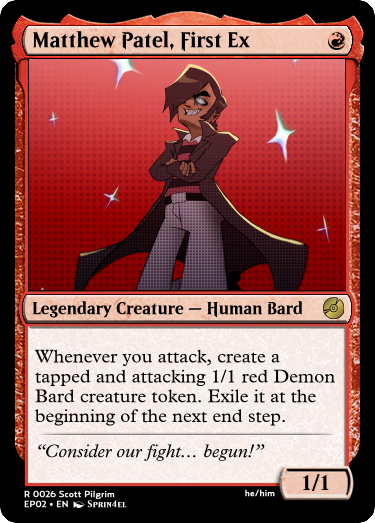 Matthew Patel, First Ex
Legendary Creature — Human Bard
Whenever you attack, create a
tapped and attacking 1/1 red Demon
Bard creature token. Exile it at the
beginning of the next end step.
“Consider our fight… begun!”
1/1
R 0026 Scott Pilgrim
he/him
EP02 • EN Sprin4el